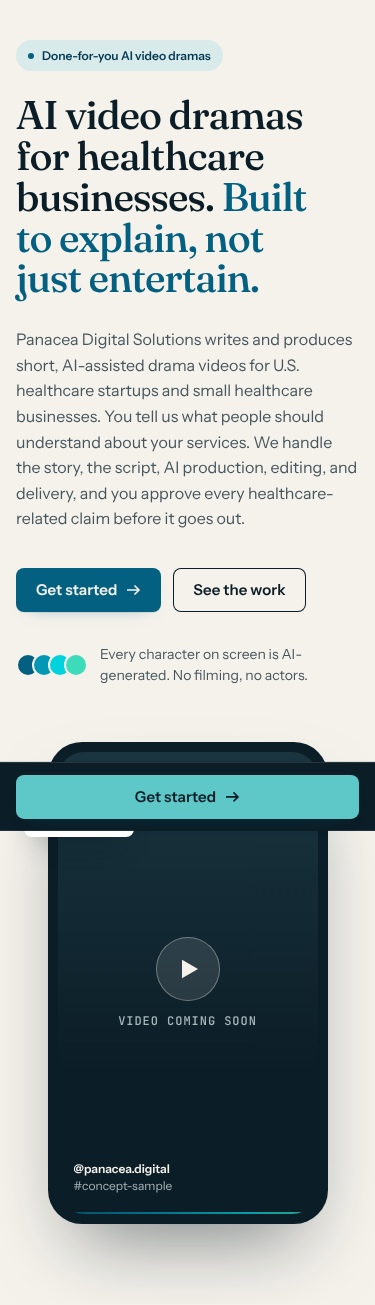 Done-for-you AI video dramas
AI video dramas
for healthcare
businesses. Built
to explain, not
just entertain.
Panacea Digital Solutions writes and produces
short, AI-assisted drama videos for U.S.
healthcare startups and small healthcare
businesses. You tell us what people should
understand about your services. We handle
the story, the script, AI production, editing, and
delivery, and you approve every healthcare-
related claim before it goes out.
Get started →
See the work
Every character on screen is AI-
generated. No filming, no actors.
Get started →
VIDEO COMING SOON
@panacea.digital
#concept-sample